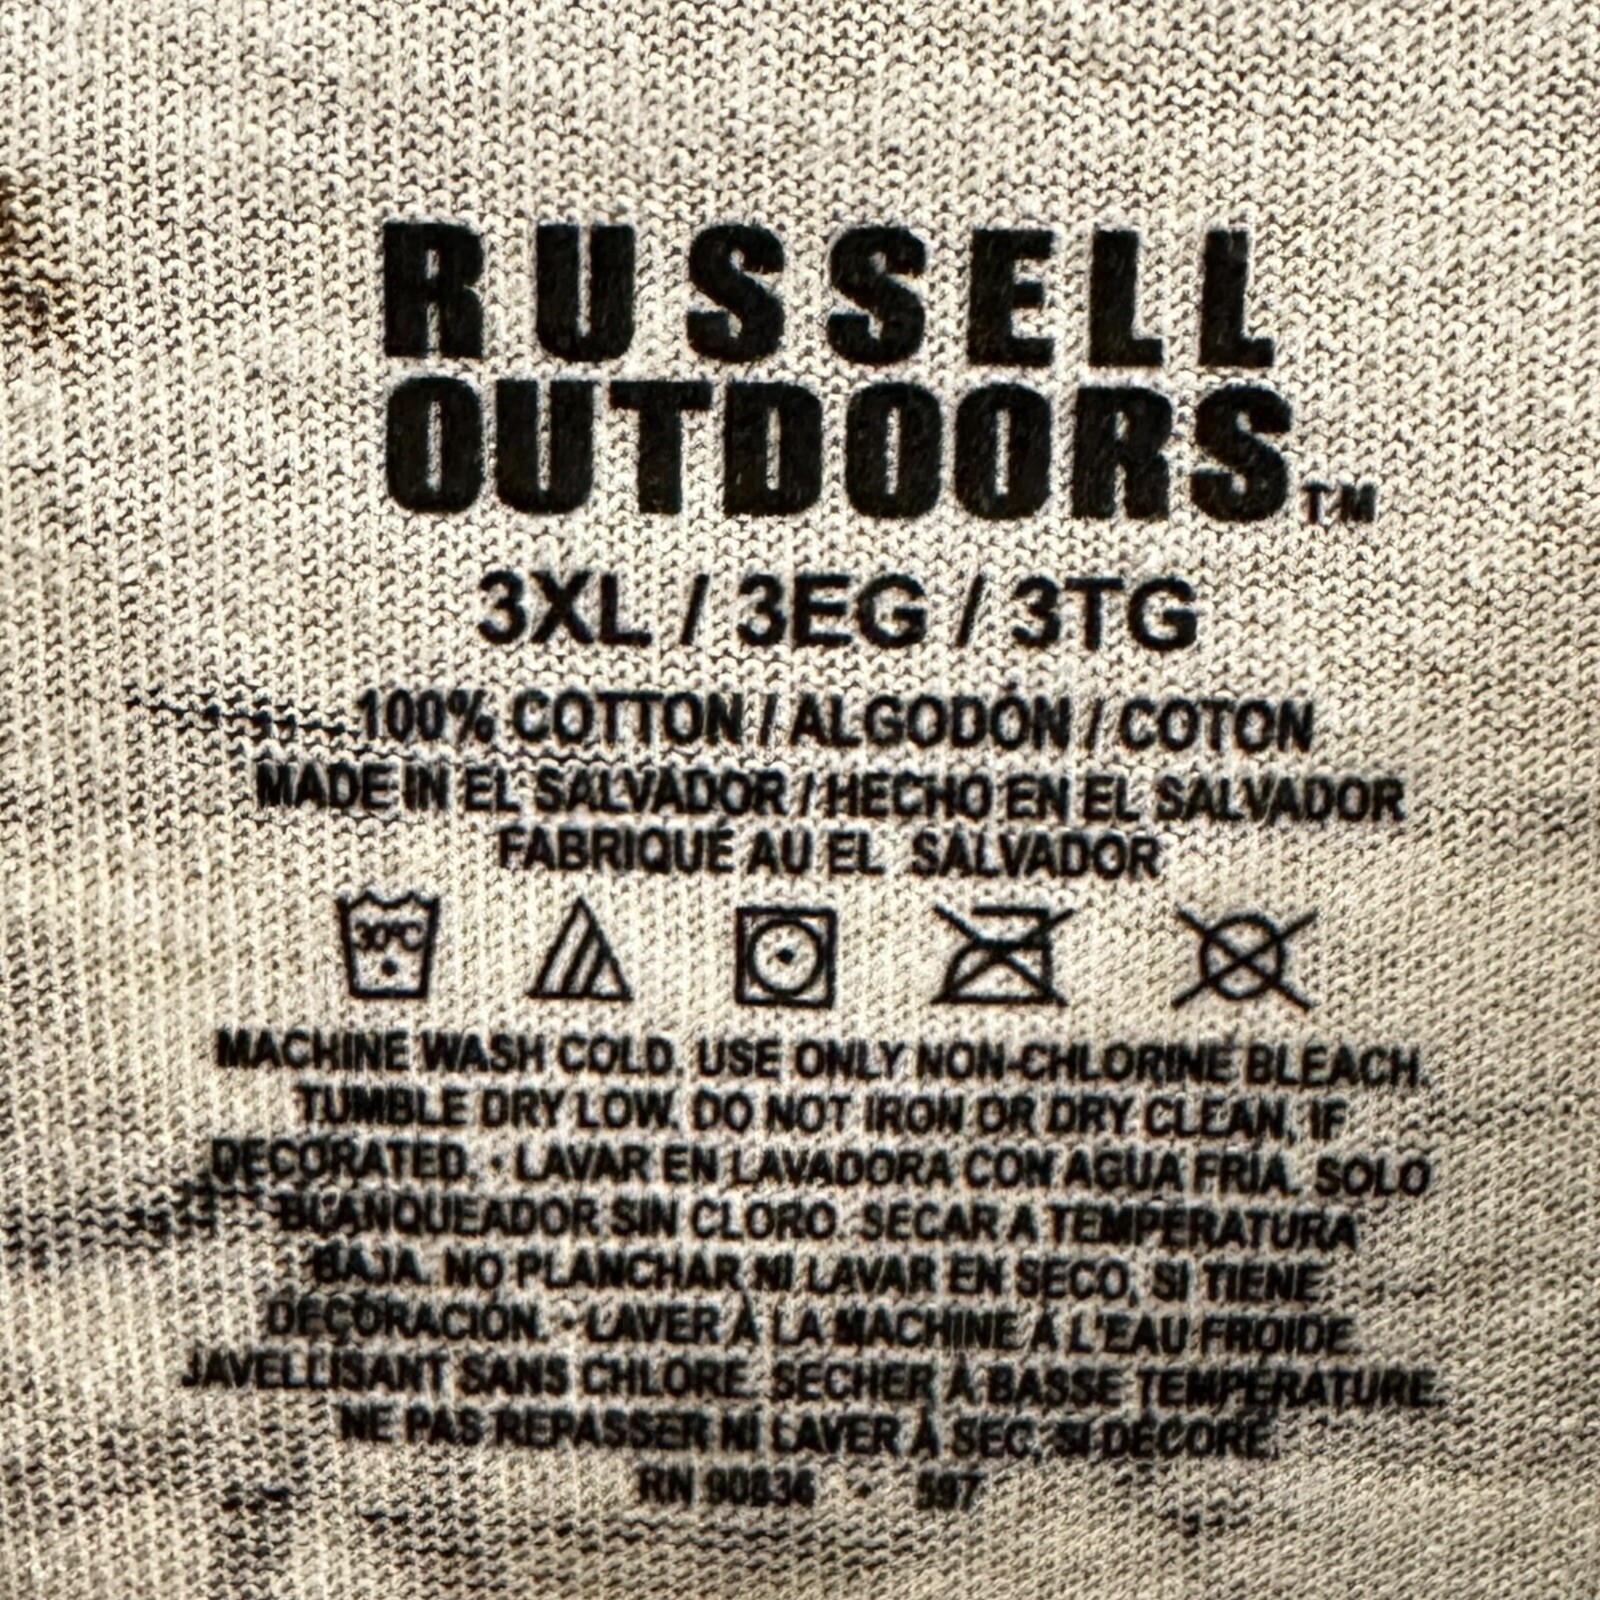 RUSSELL
OUTDOORS™
3XL / 3EG / 3TG
100% COTTON / ALGODÓN / COTON
MADE IN EL SALVADOR / HECHO EN EL SALVADOR
FABRIQUÉ AU EL SALVADOR
30°C
MACHINE WASH COLD. USE ONLY NON-CHLORINE BLEACH.
TUMBLE DRY LOW. DO NOT IRON OR DRY CLEAN, IF
DECORATED. • LAVAR EN LAVADORA CON AGUA FRÍA. SOLO
BLANQUEADOR SIN CLORO. SECAR A TEMPERATURA
BAJA. NO PLANCHAR NI LAVAR EN SECO, SI TIENE
DECORACIÓN. • LAVER À LA MACHINE À L'EAU FROIDE
JAVELLISANT SANS CHLORE. SÉCHER À BASSE TEMPÉRATURE.
NE PAS REPASSER NI LAVER À SEC, SI DÉCORÉ.
RN 90836 • 597